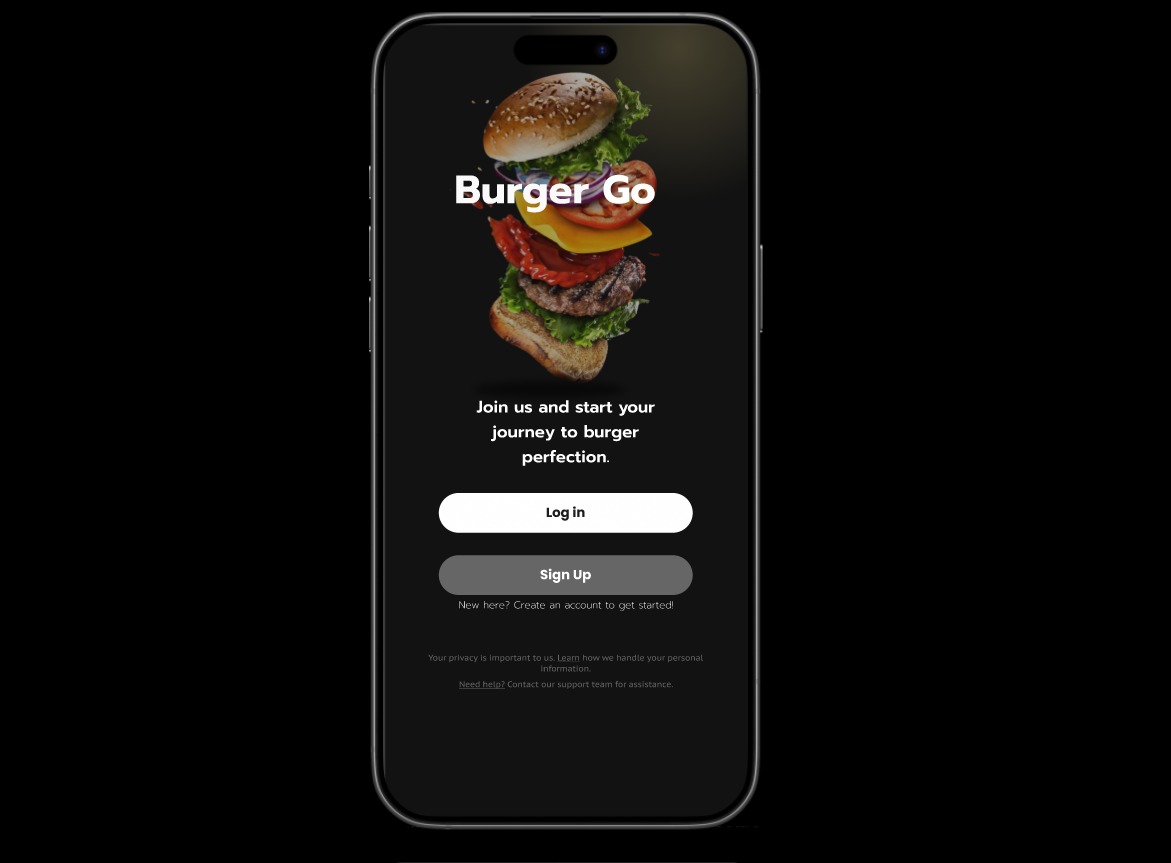 Burger Go
Join us and start your
journey to burger
perfection.
Log in
Sign Up
New here? Create an account to get started!
Your privacy is important to us. Learn how we handle your personal
information.
Need help? Contact our support team for assistance.